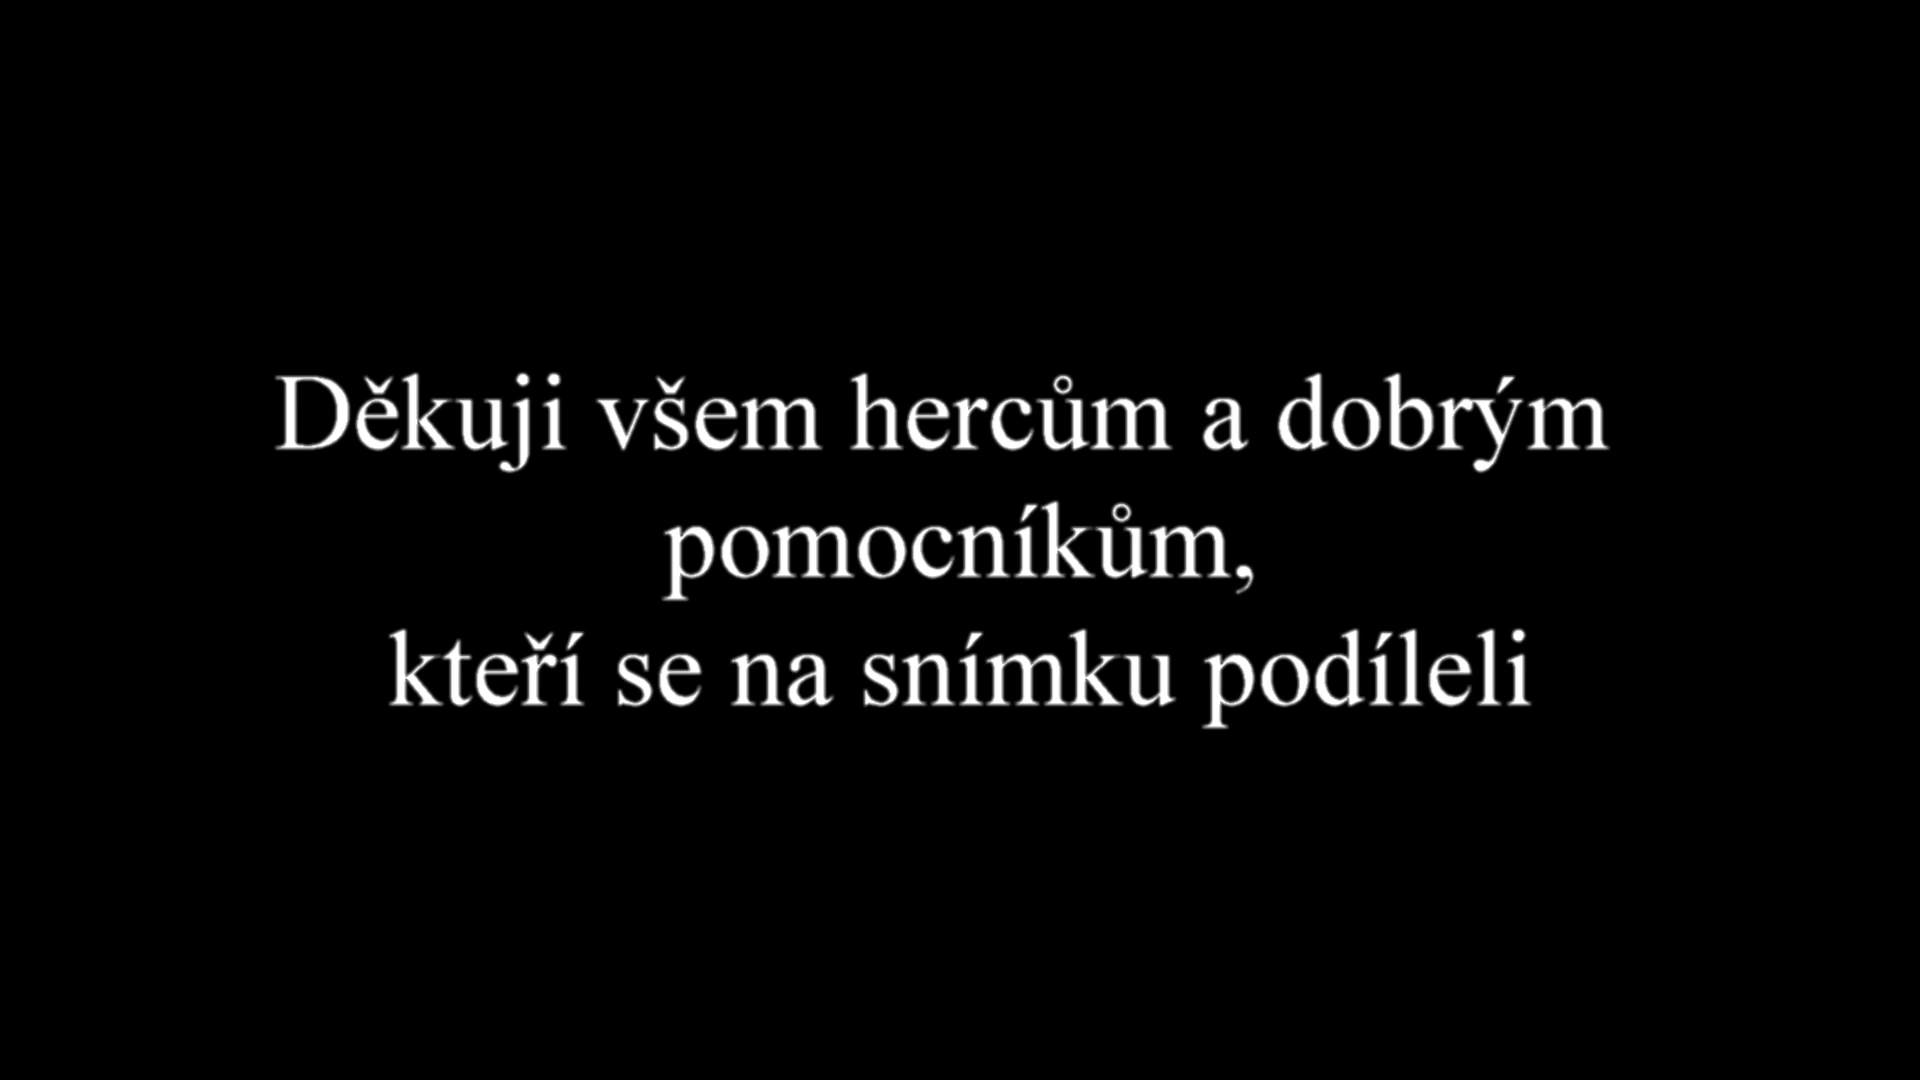 Děkuji všem hercům a dobrým
pomocníkům,
kteří se na snímku podíleli